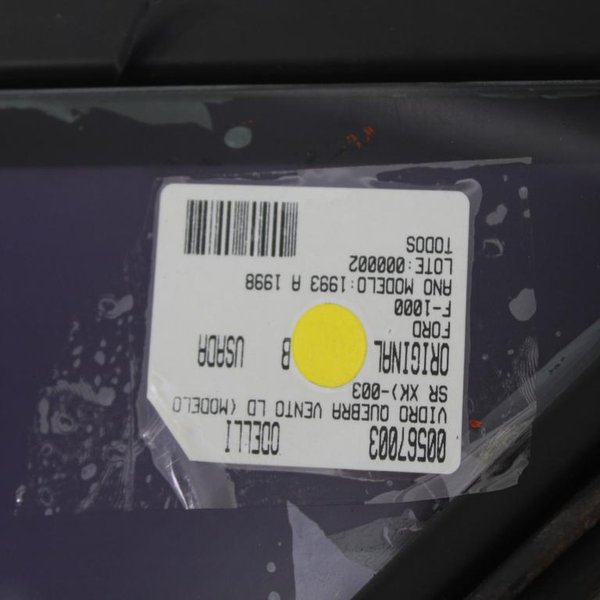 00567003 ODELLI
VIDRO QUEBRA VENTO LD (MODELO
SR XK)-003
ORIGINAL B USADA
FORD
F-1000
ANO MODELO:1993 A 1998
LOTE:000002
TODOS